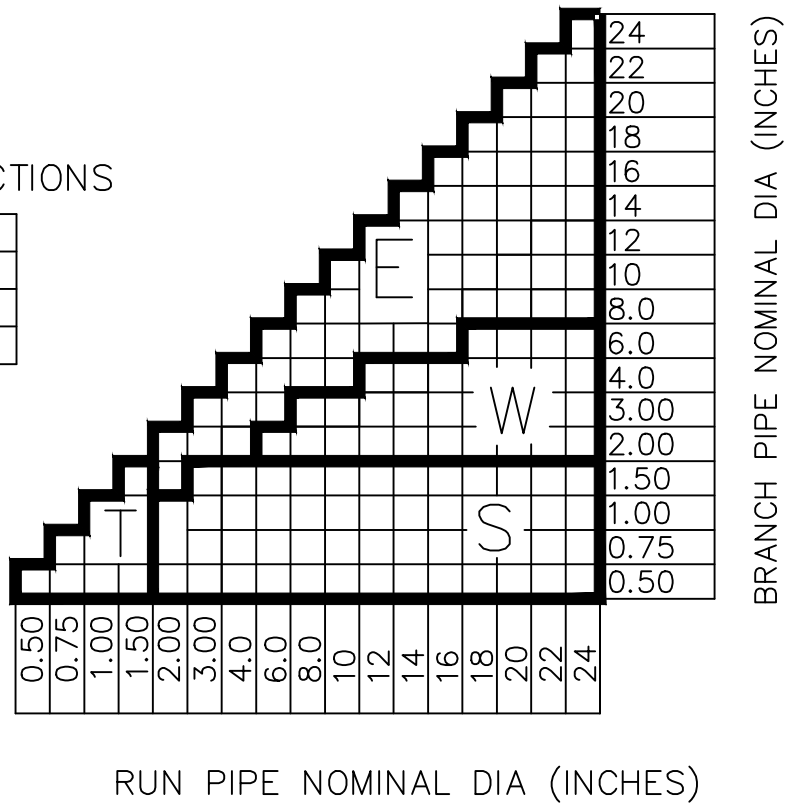 CTIONS
24
22
20
18
16
14
12
10
8.0
6.0
4.0
3.00
2.00
1.50
1.00
0.75
0.50
E
W
T
S
BRANCH PIPE NOMINAL DIA (INCHES)
0.50 0.75 1.00 1.50 2.00 3.00 4.0 6.0 8.0 10 12 14 16 18 20 22 24
RUN PIPE NOMINAL DIA (INCHES)